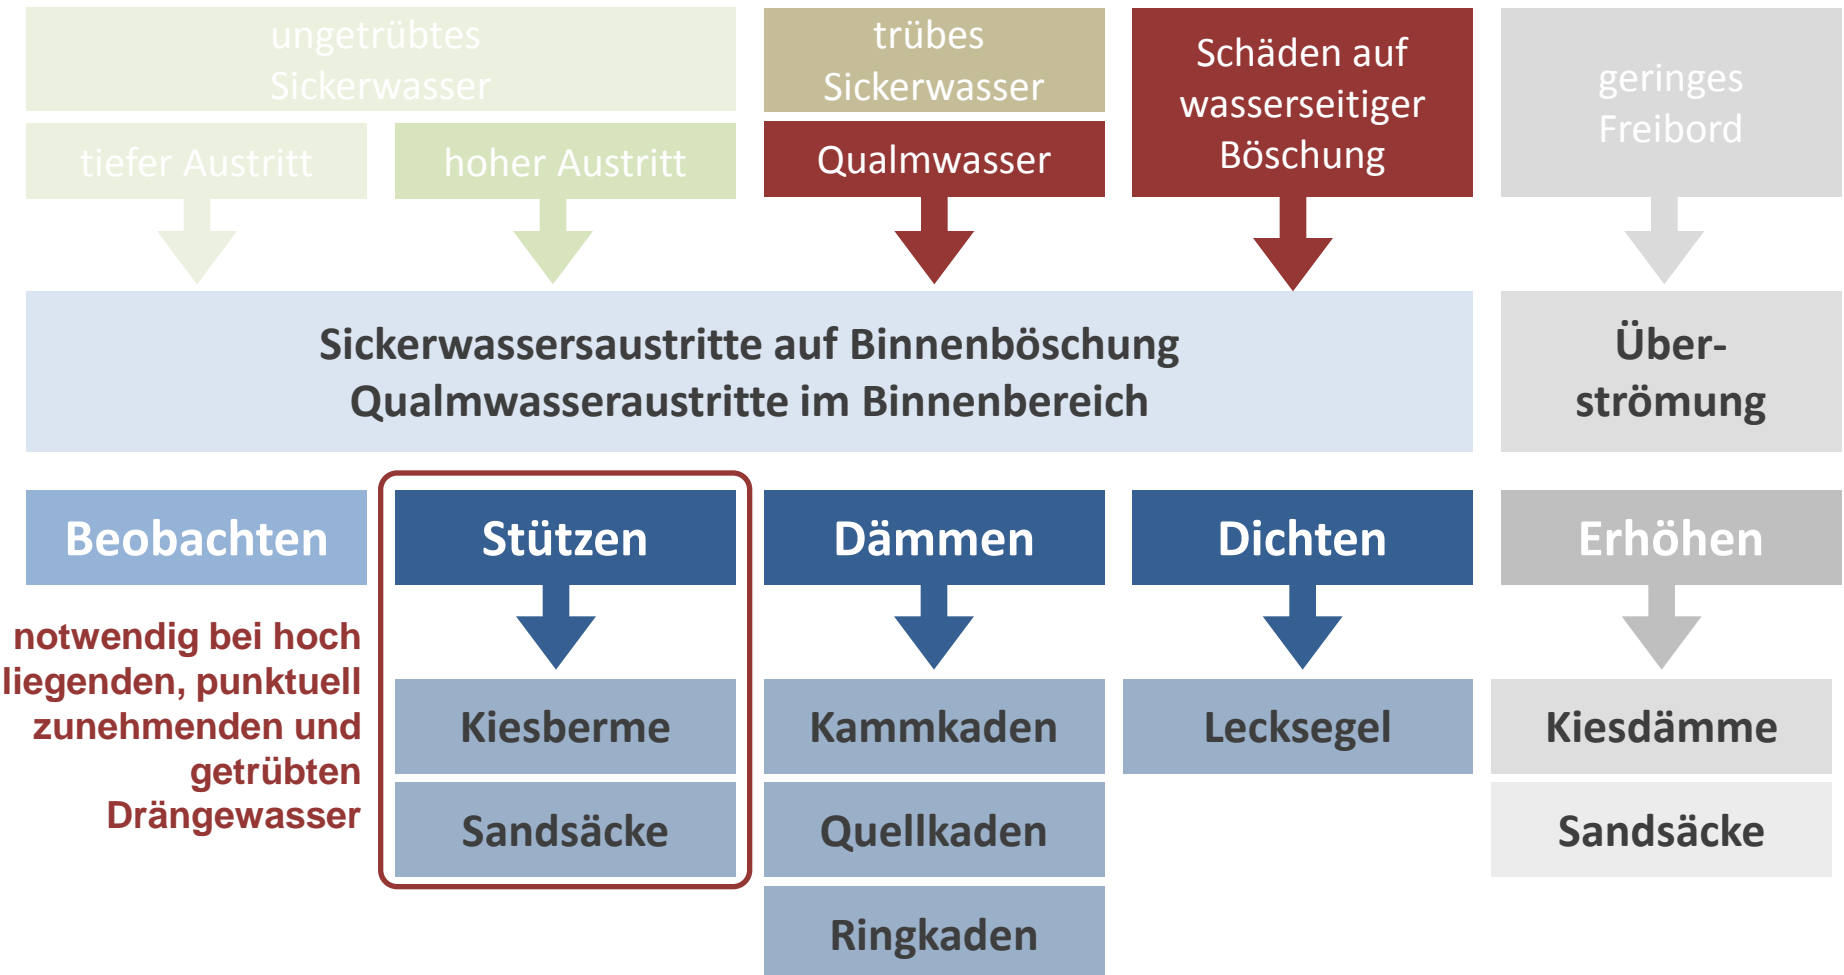 ungetrübtes
Sickerwasser
tiefer Austritt
hoher Austritt
trübes
Sickerwasser
Qualmwasser
Schäden auf
wasserseitiger
Böschung
geringes
Freibord
Sickerwassersaustritte auf Binnenböschung
Qualmwasseraustritte im Binnenbereich
Über-
strömung
Beobachten
Stützen
Dämmen
Dichten
Erhöhen
notwendig bei hoch
liegenden, punktuell
zunehmenden und
getrübten
Drängewasser
Kiesberme
Sandsäcke
Kammkaden
Quellkaden
Ringkaden
Lecksegel
Kiesdämme
Sandsäcke